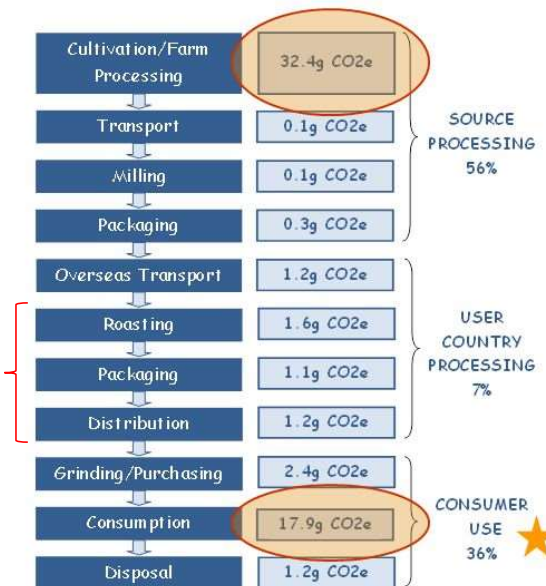 Cultivation/Farm
Processing
32.4g CO2e
Transport
0.1g CO2e
Milling
0.1g CO2e
Packaging
0.3g CO2e
SOURCE
PROCESSING
56%
Overseas Transport
1.2g CO2e
Roasting
1.6g CO2e
Packaging
1.1g CO2e
Distribution
1.2g CO2e
USER
COUNTRY
PROCESSING
7%
Grinding/Purchasing
2.4g CO2e
Consumption
17.9g CO2e
Disposal
1.2g CO2e
CONSUMER
USE
36%